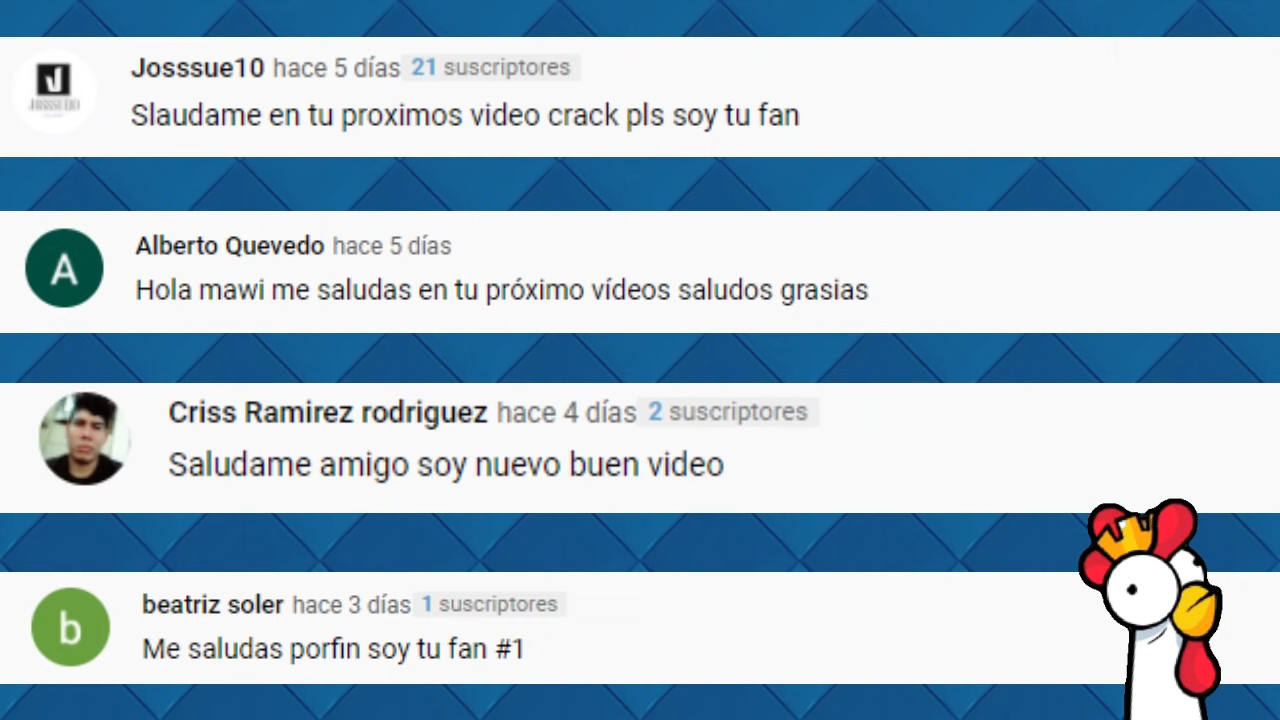 Josssue10 hace 5 días 21 suscriptores
Slaudame en tu proximos video crack pls soy tu fan
A
Alberto Quevedo hace 5 días
Hola mawi me saludas en tu próximo vídeos saludos grasias
Criss Ramirez rodriguez hace 4 días 2 suscriptores
Saludame amigo soy nuevo buen video
b
beatriz soler hace 3 días 1 suscriptores
Me saludas porfin soy tu fan #1